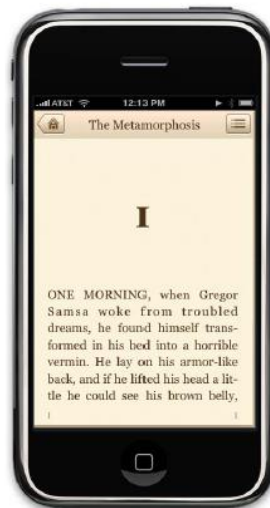 AT&T 12:13 PM
The Metamorphosis
I
ONE MORNING, when Gregor
Samsa woke from troubled
dreams, he found himself trans-
formed in his bed into a horrible
vermin. He lay on his armor-like
back, and if he lifted his head a lit-
tle he could see his brown belly,